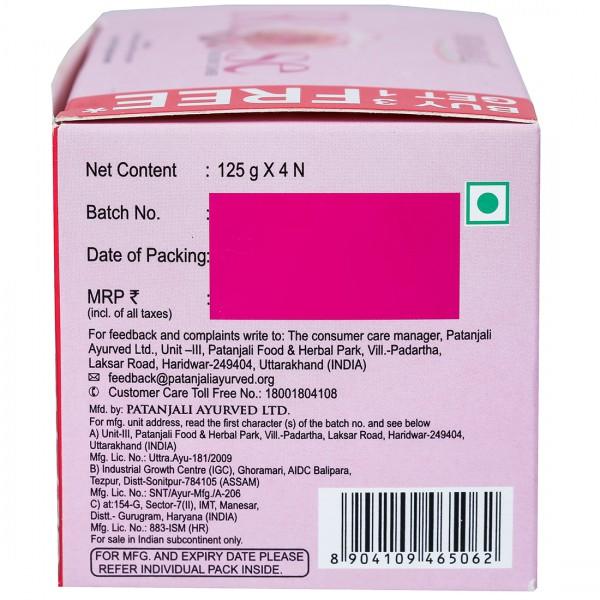 BUY 3
GET 1
FREE*
Net Content : 125 g X 4 N
Batch No. :
Date of Packing:
MRP ₹ :
(incl. of all taxes)
For feedback and complaints write to: The consumer care manager, Patanjali
Ayurved Ltd., Unit –III, Patanjali Food & Herbal Park, Vill.-Padartha,
Laksar Road, Haridwar-249404, Uttarakhand (INDIA)
feedback@patanjaliayurved.org
Customer Care Toll Free No.: 18001804108
Mfd. by: PATANJALI AYURVED LTD.
For mfg. unit address, read the first character (s) of the batch no. and see below
A) Unit-III, Patanjali Food & Herbal Park, Vill.-Padartha, Laksar Road, Haridwar-249404,
Uttarakhand (INDIA)
Mfg. Lic. No.: Uttra.Ayu-181/2009
B) Industrial Growth Centre (IGC), Ghoramari, AIDC Balipara,
Tezpur, Distt-Sonitpur-784105 (ASSAM)
Mfg. Lic. No.: SNT/Ayur-Mfg./A-206
C) at:154-G, Sector-7(II), IMT, Manesar,
Distt.- Gurugram, Haryana (INDIA)
Mfg. Lic. No.: 883-ISM (HR)
For sale in Indian subcontinent only.
FOR MFG. AND EXPIRY DATE PLEASE
REFER INDIVIDUAL PACK INSIDE.
8 904109 465062